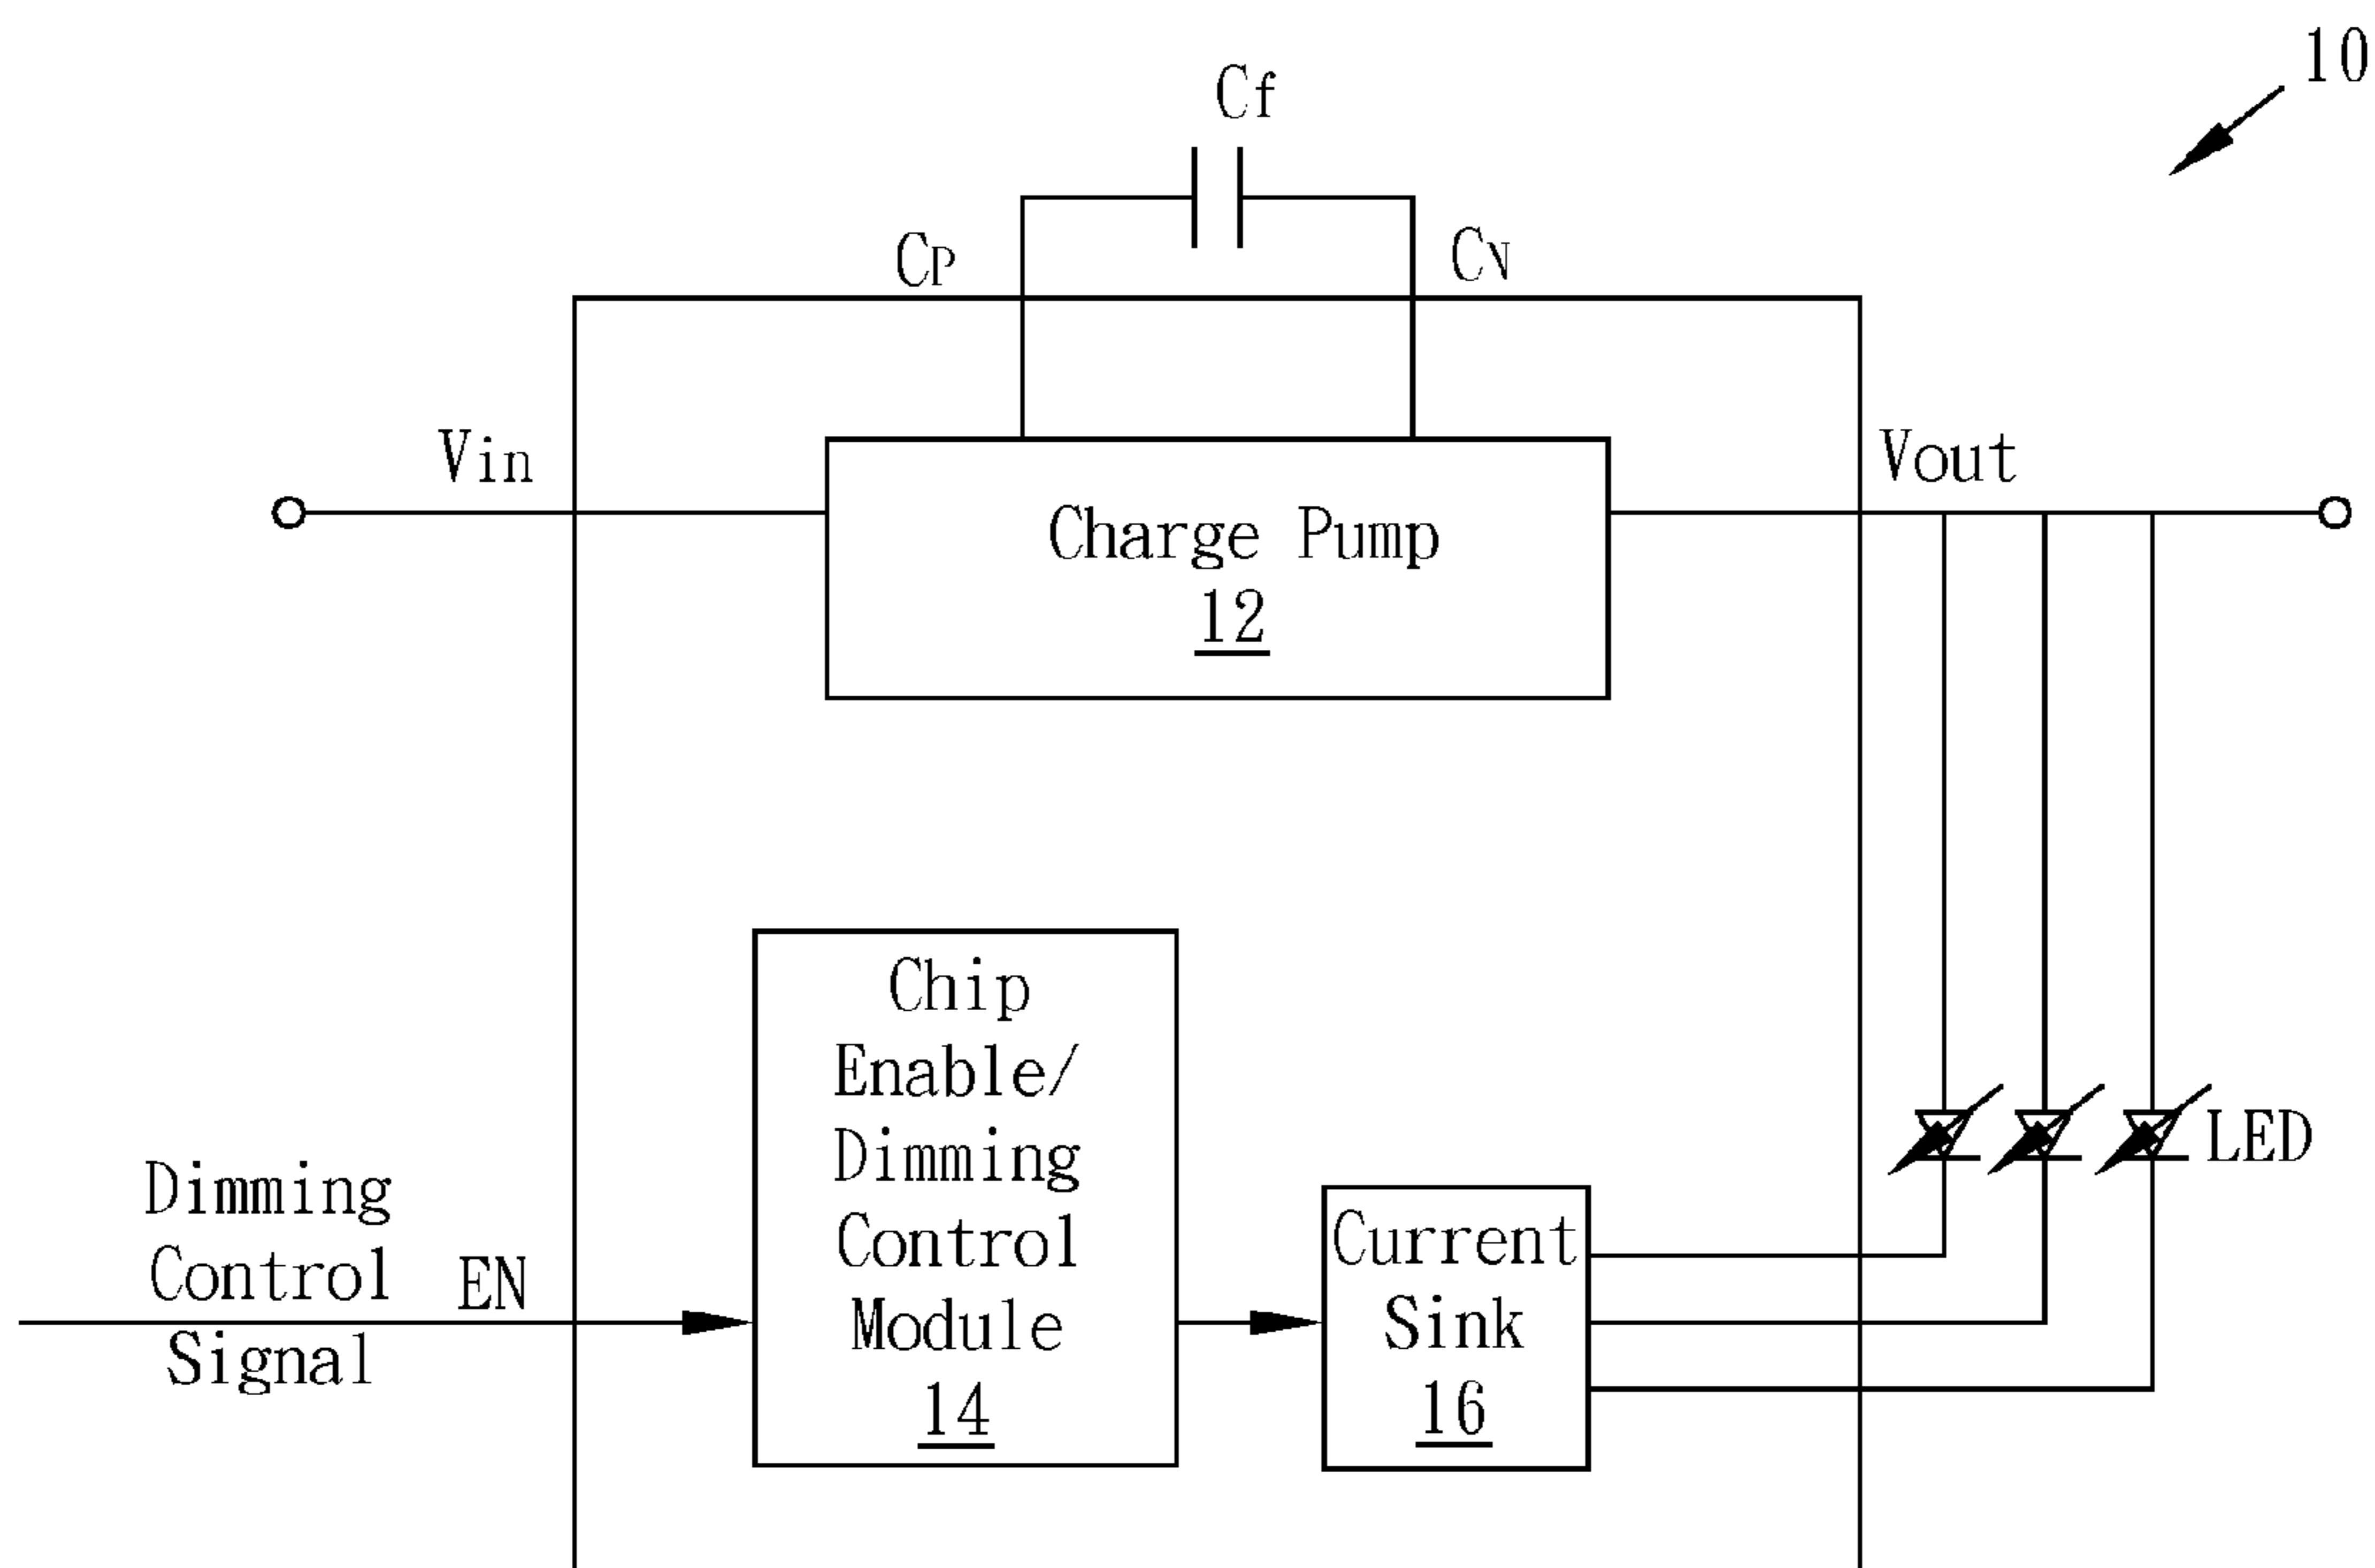 10
Cf
CP
CN
Vin
Vout
Charge Pump
12
Chip
Enable/
Dimming
Control
Module
14
Dimming
Control
Signal
EN
Current
Sink
16
LED